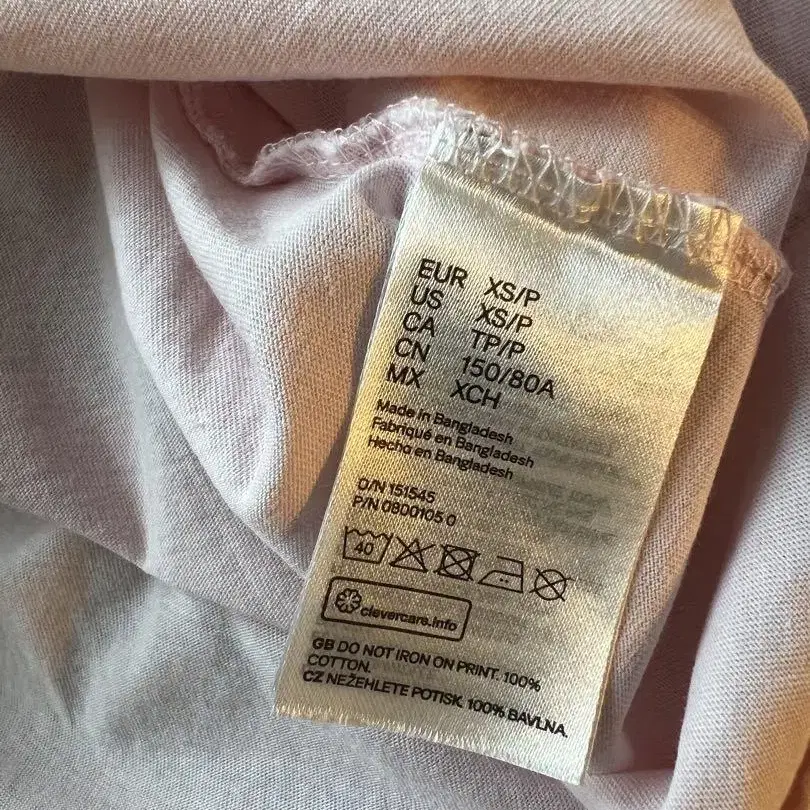 EUR XS/P
US XS/P
CA TP/P
CN 150/80A
MX XCH
Made in Bangladesh
Fabriqué en Bangladesh
Hecho en Bangladesh
O/N 151545
P/N 0800105 0
40
clevercare.info
GB DO NOT IRON ON PRINT. 100%
COTTON.
CZ NEŽEHLETE POTISK. 100% BAVLNA.